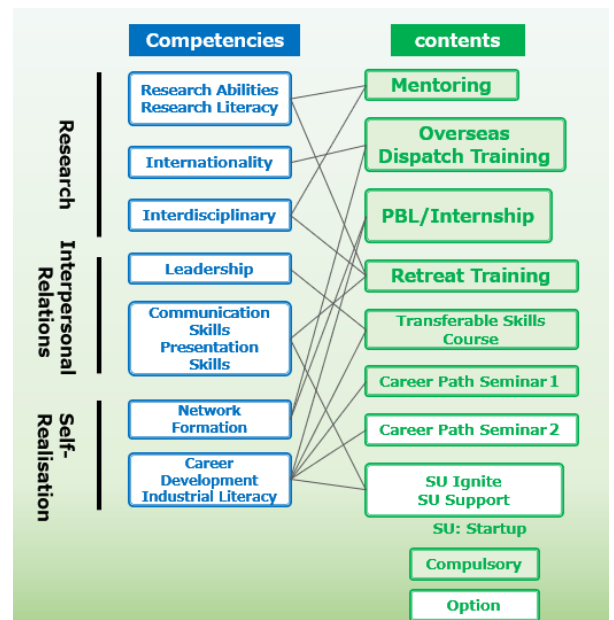 Competencies
contents
Research
Research Abilities
Research Literacy
Internationality
Interdisciplinary
Interpersonal
Relations
Leadership
Communication
Skills
Presentation
Skills
Self-
Realisation
Network
Formation
Career
Development
Industrial Literacy
Mentoring
Overseas
Dispatch Training
PBL/Internship
Retreat Training
Transferable Skills
Course
Career Path Seminar 1
Career Path Seminar 2
SU Ignite
SU Support
SU: Startup
Compulsory
Option